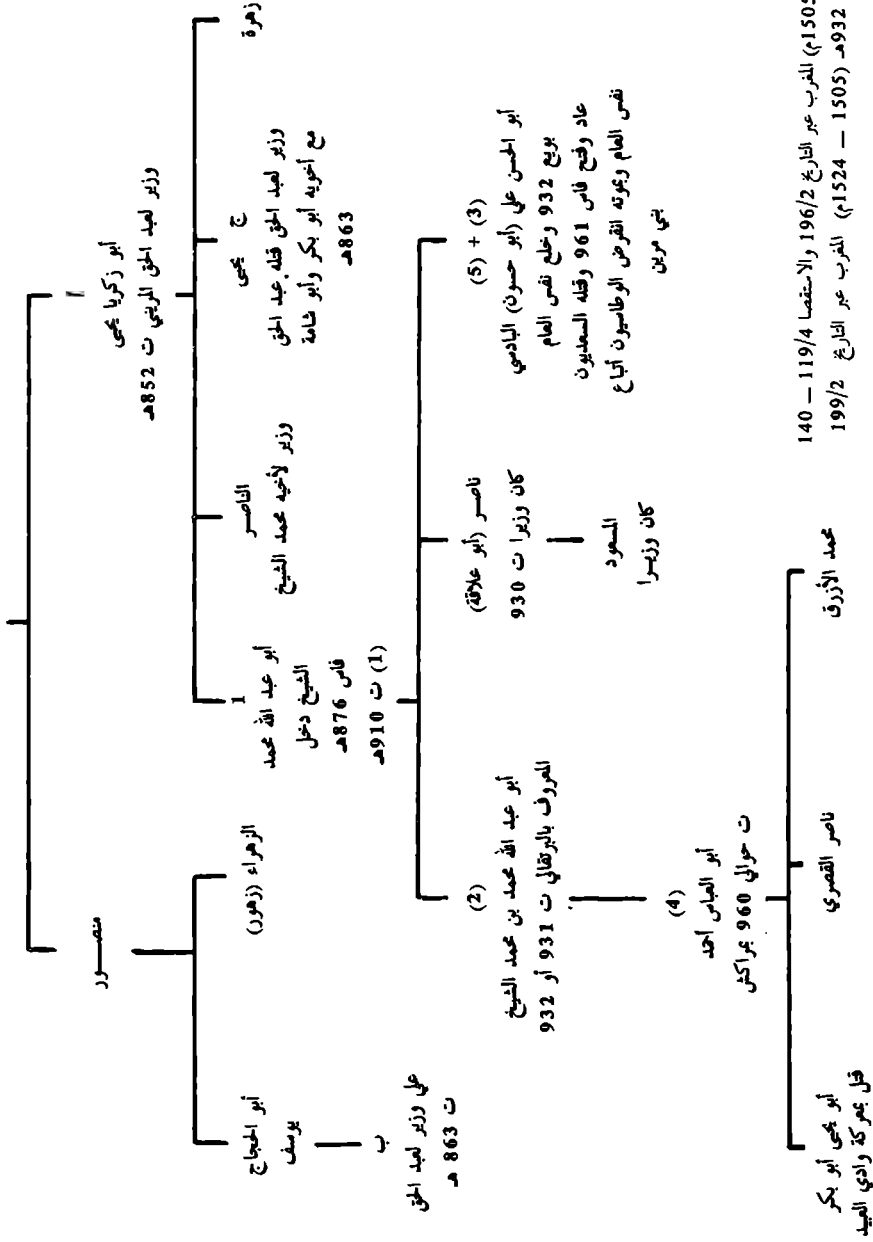 أبو زكريا يحيى
وزير لعبد الحق المريني ت 852هـ
منصور
زهرة
ج يحيى
وزير لعبد الحق قتله عبد الحق
مع أخويه أبو بكر وأبو شامة
863هـ
الناصر
وزير لأخيه محمد الشيخ
1
أبو عبد الله محمد
الشيخ دخل
فاس 876هـ
(1) ت 910هـ
الزهراء (زهور)
أبو الحجاج
يوسف
ب
علي وزير لعبد الحق
ت 863 هـ
(3) + (5)
أبو الحسن علي (أبو حسون) البادسي
بويع 932 وخلع نفس العام
عاد وفتح فاس 961 وقتله السعديون
نفس العام وبموته انقرض الوطاسيون أتباع
بني مرين
ناصر (أبو علاقة)
كان وزيرا ت 930
المسعود
كان وزيرا
(2)
أبو عبد الله محمد بن محمد الشيخ
المعروف بالبرتقالي ت 931 أو 932
(4)
أبو العباس أحمد
ت حوالي 960 بمراكش
محمد الأزرق
ناصر القصري
أبو يحيى أبو بكر
قتل بمعركة وادي العبيد
1505م) المغرب عبر التاريخ 196/2 والاستقصا 119/4 — 140
932هـ (1505 — 1524م) المغرب عبر التاريخ 199/2